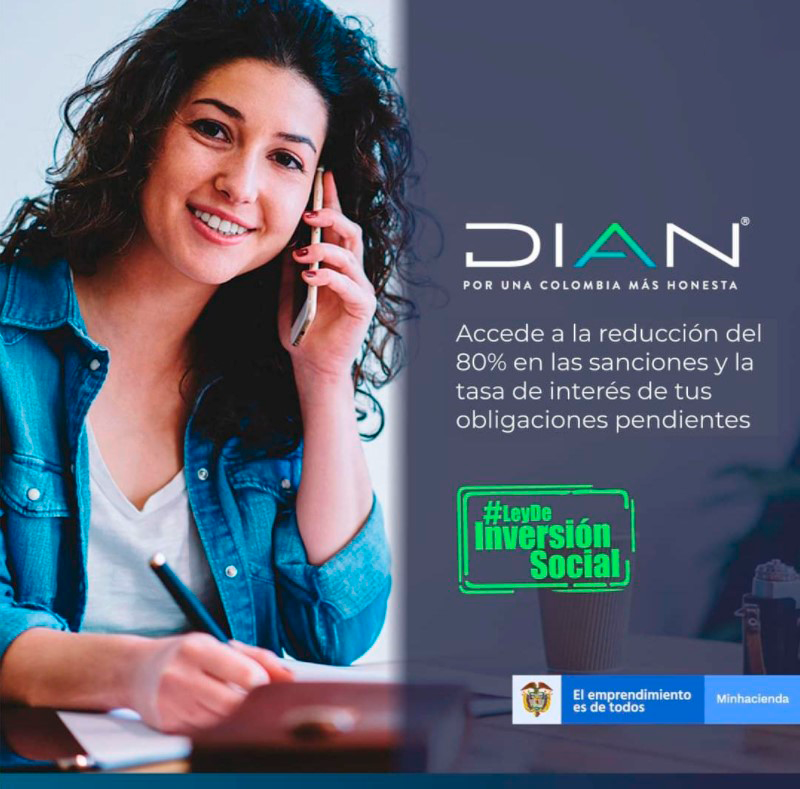 DIAN®
POR UNA COLOMBIA MÁS HONESTA
Accede a la reducción del
80% en las sanciones y la
tasa de interés de tus
obligaciones pendientes
#LeyDe
Inversión
Social
El emprendimiento
es de todos
Minhacienda